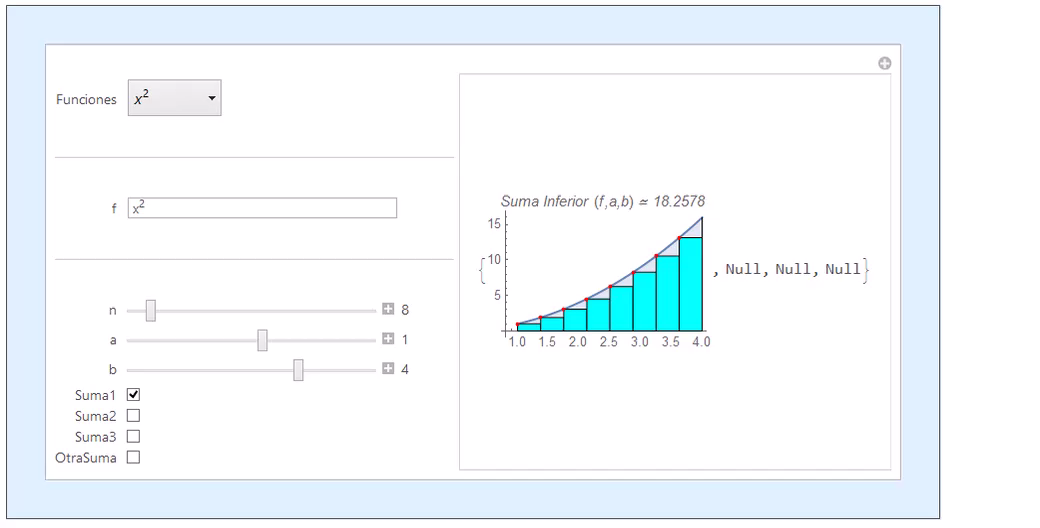 Funciones x²
f x²
n 8
a 1
b 4
Suma1
Suma2
Suma3
OtraSuma
Suma Inferior (f,a,b) ≃ 18.2578
15
10
5
1.0 1.5 2.0 2.5 3.0 3.5 4.0
{ , Null, Null, Null}